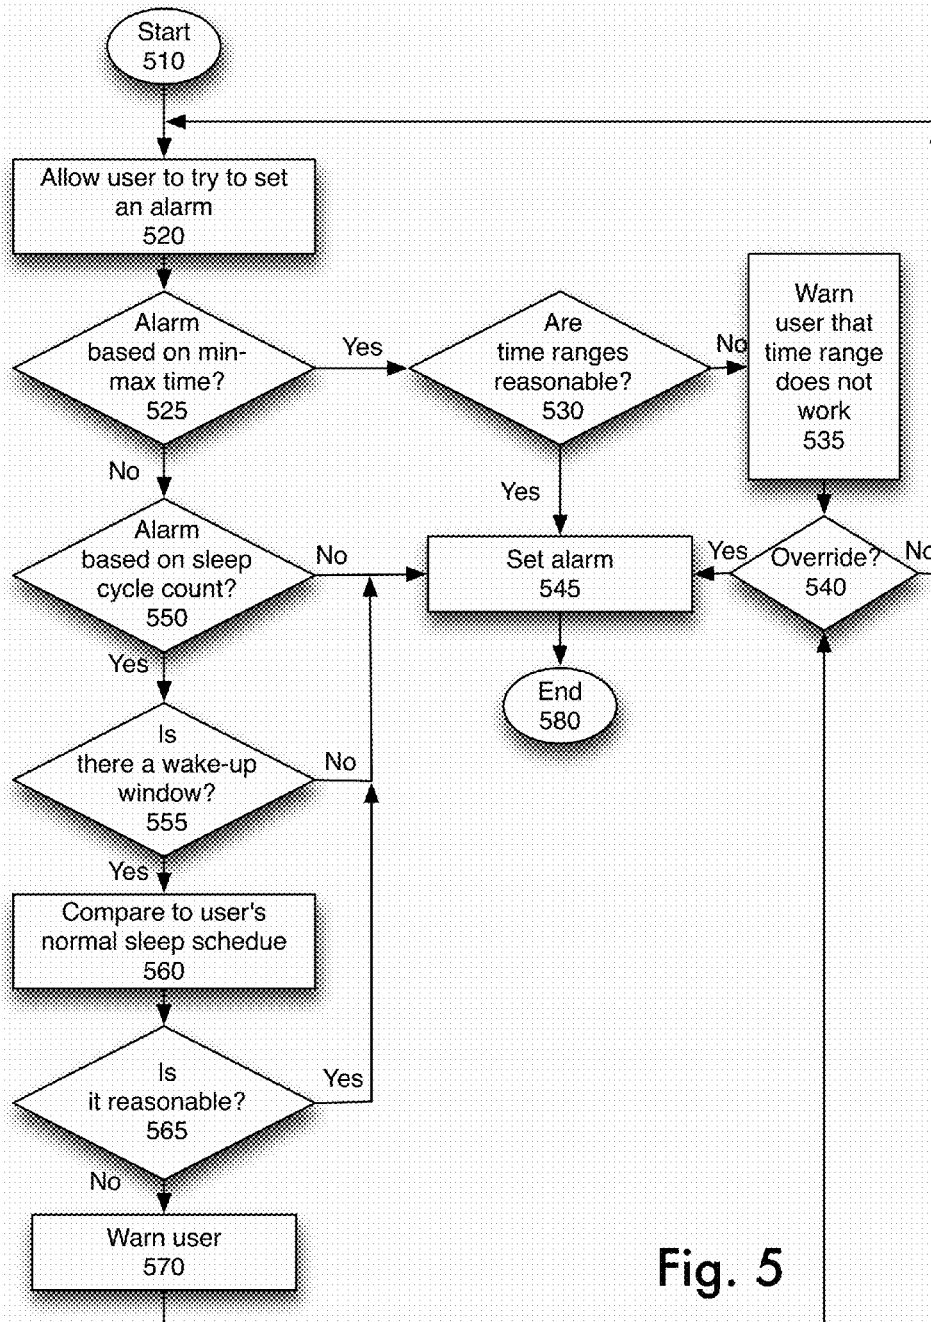 Start
510
Allow user to try to set
an alarm
520
Alarm
based on min-
max time?
525
Yes
Are
time ranges
reasonable?
530
No
Warn
user that
time range
does not
work
535
No
Yes
Alarm
based on sleep
cycle count?
550
No
Set alarm
545
Yes
Override?
540
No
Yes
End
580
Is
there a wake-up
window?
555
No
Yes
Compare to user's
normal sleep schedue
560
Is
it reasonable?
565
Yes
No
Warn user
570
Fig. 5